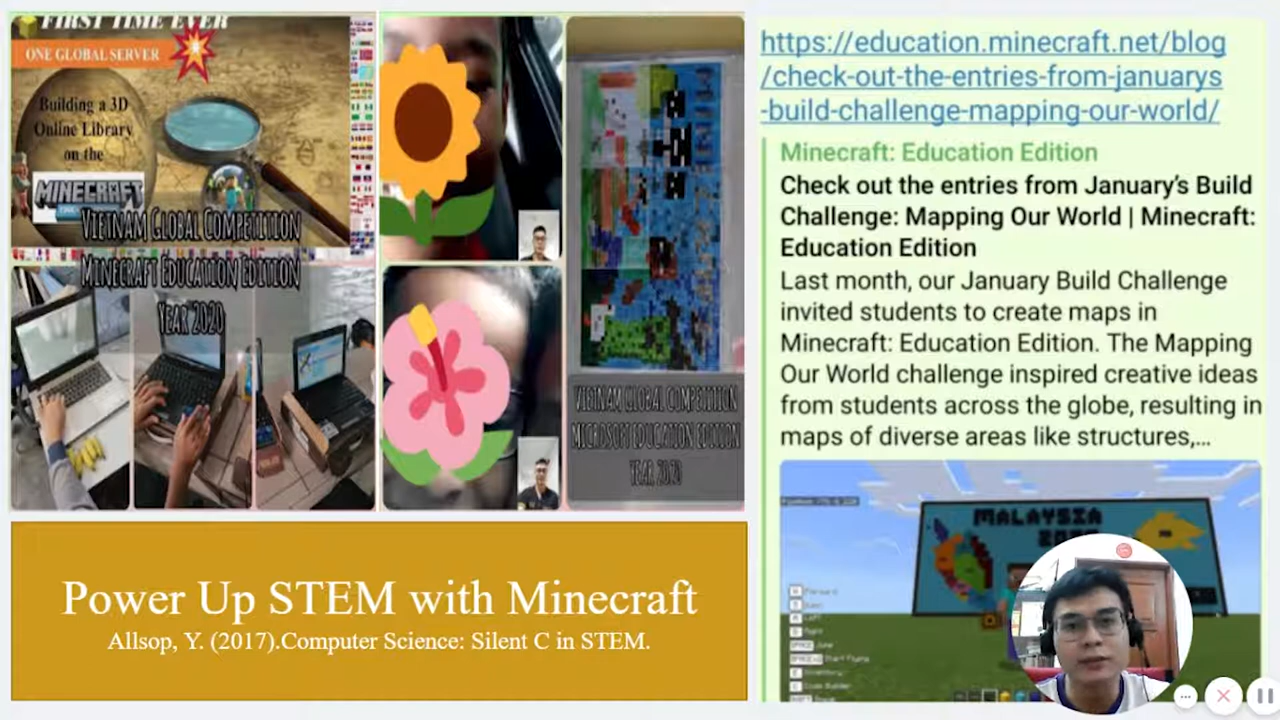 FIRST TIME EVER
ONE GLOBAL SERVER
Building a 3D
Online Library
on the
MINECRAFT
VIETNAM GLOBAL COMPETITION
MINECRAFT EDUCATION EDITION
YEAR 2020
VIETNAM GLOBAL COMPETITION
MICROSOFT EDUCATION EDITION
YEAR 2020
Power Up STEM with Minecraft
Allsop, Y. (2017).Computer Science: Silent C in STEM.
https://education.minecraft.net/blog
/check-out-the-entries-from-januarys
-build-challenge-mapping-our-world/
Minecraft: Education Edition
Check out the entries from January's Build
Challenge: Mapping Our World | Minecraft:
Education Edition
Last month, our January Build Challenge
invited students to create maps in
Minecraft: Education Edition. The Mapping
Our World challenge inspired creative ideas
from students across the globe, resulting in
maps of diverse areas like structures,...
MALAYSIA